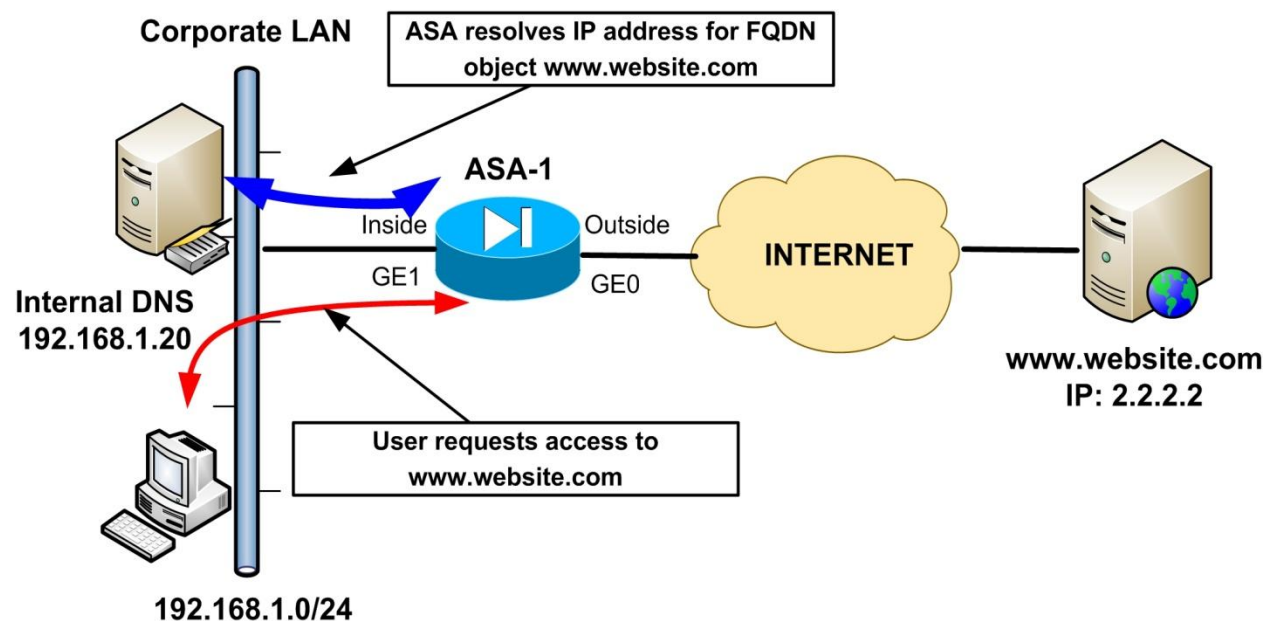 Corporate LAN
ASA resolves IP address for FQDN
object www.website.com
ASA-1
Inside
Outside
GE1
GE0
INTERNET
Internal DNS
192.168.1.20
www.website.com
IP: 2.2.2.2
User requests access to
www.website.com
192.168.1.0/24